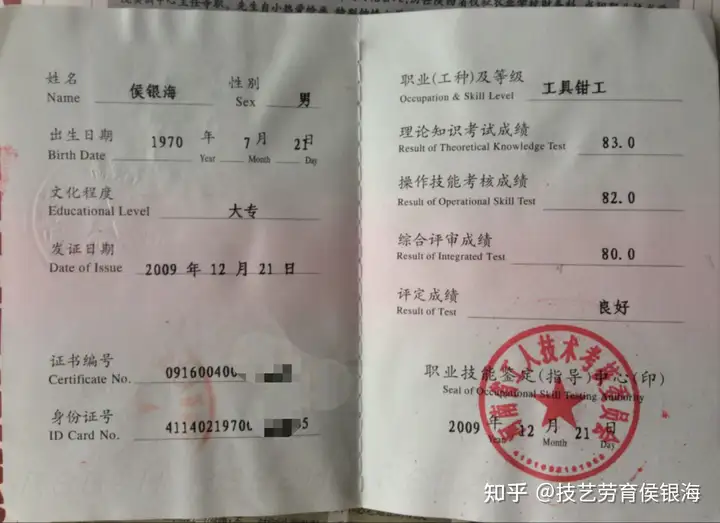 姓名 侯银海 性别 男
Name Sex
出生日期 1970 年 7 月 21日
Birth Date Year Month Day
文化程度
Educational Level 大专
发证日期
Date of Issue 2009 年 12 月 21 日
证书编号
Certificate No. 09160400
身份证号
ID Card No. 4114021970 5
职业(工种)及等级 工具钳工
Occupation & Skill Level
理论知识考试成绩
Result of Theoretical Knowledge Test 83.0
操作技能考核成绩
Result of Operational Skill Test 82.0
综合评审成绩
Result of Integrated Test 80.0
评定成绩
Result of Test 良好
职业技能鉴定(指导)中心(印)
Seal of Occupational Skill Testing Authority
2009 年 12 月 21 日
Year Month Day
知乎 @技艺劳育侯银海